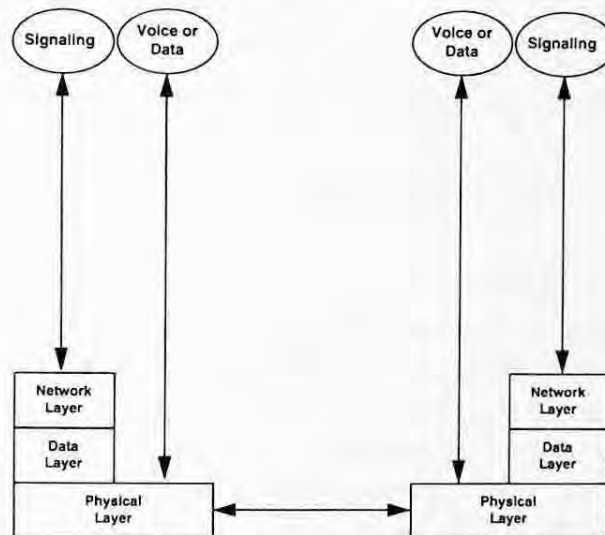 Signaling
Voice or
Data
Voice or
Data
Signaling
Network
Layer
Data
Layer
Physical
Layer
Network
Layer
Data
Layer
Physical
Layer